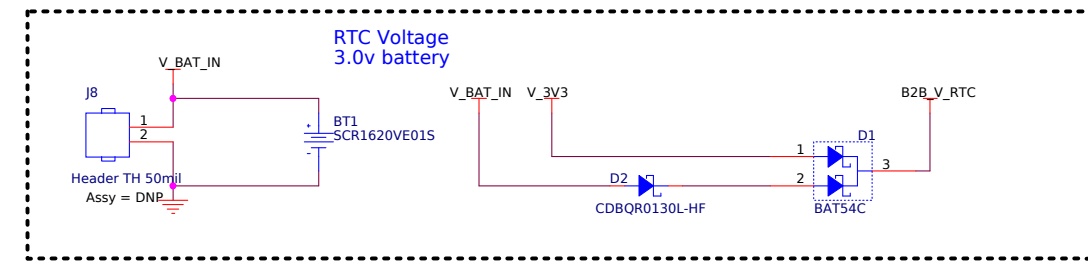 RTC Voltage
3.0v battery
V_BAT_IN
J8
1
2
Header TH 50mil
Assy = DNP
+
BT1
SCR1620VE01S
-
V_BAT_IN
V_3V3
B2B_V_RTC
D1
1
3
D2
2
CDBQR0130L-HF
BAT54C